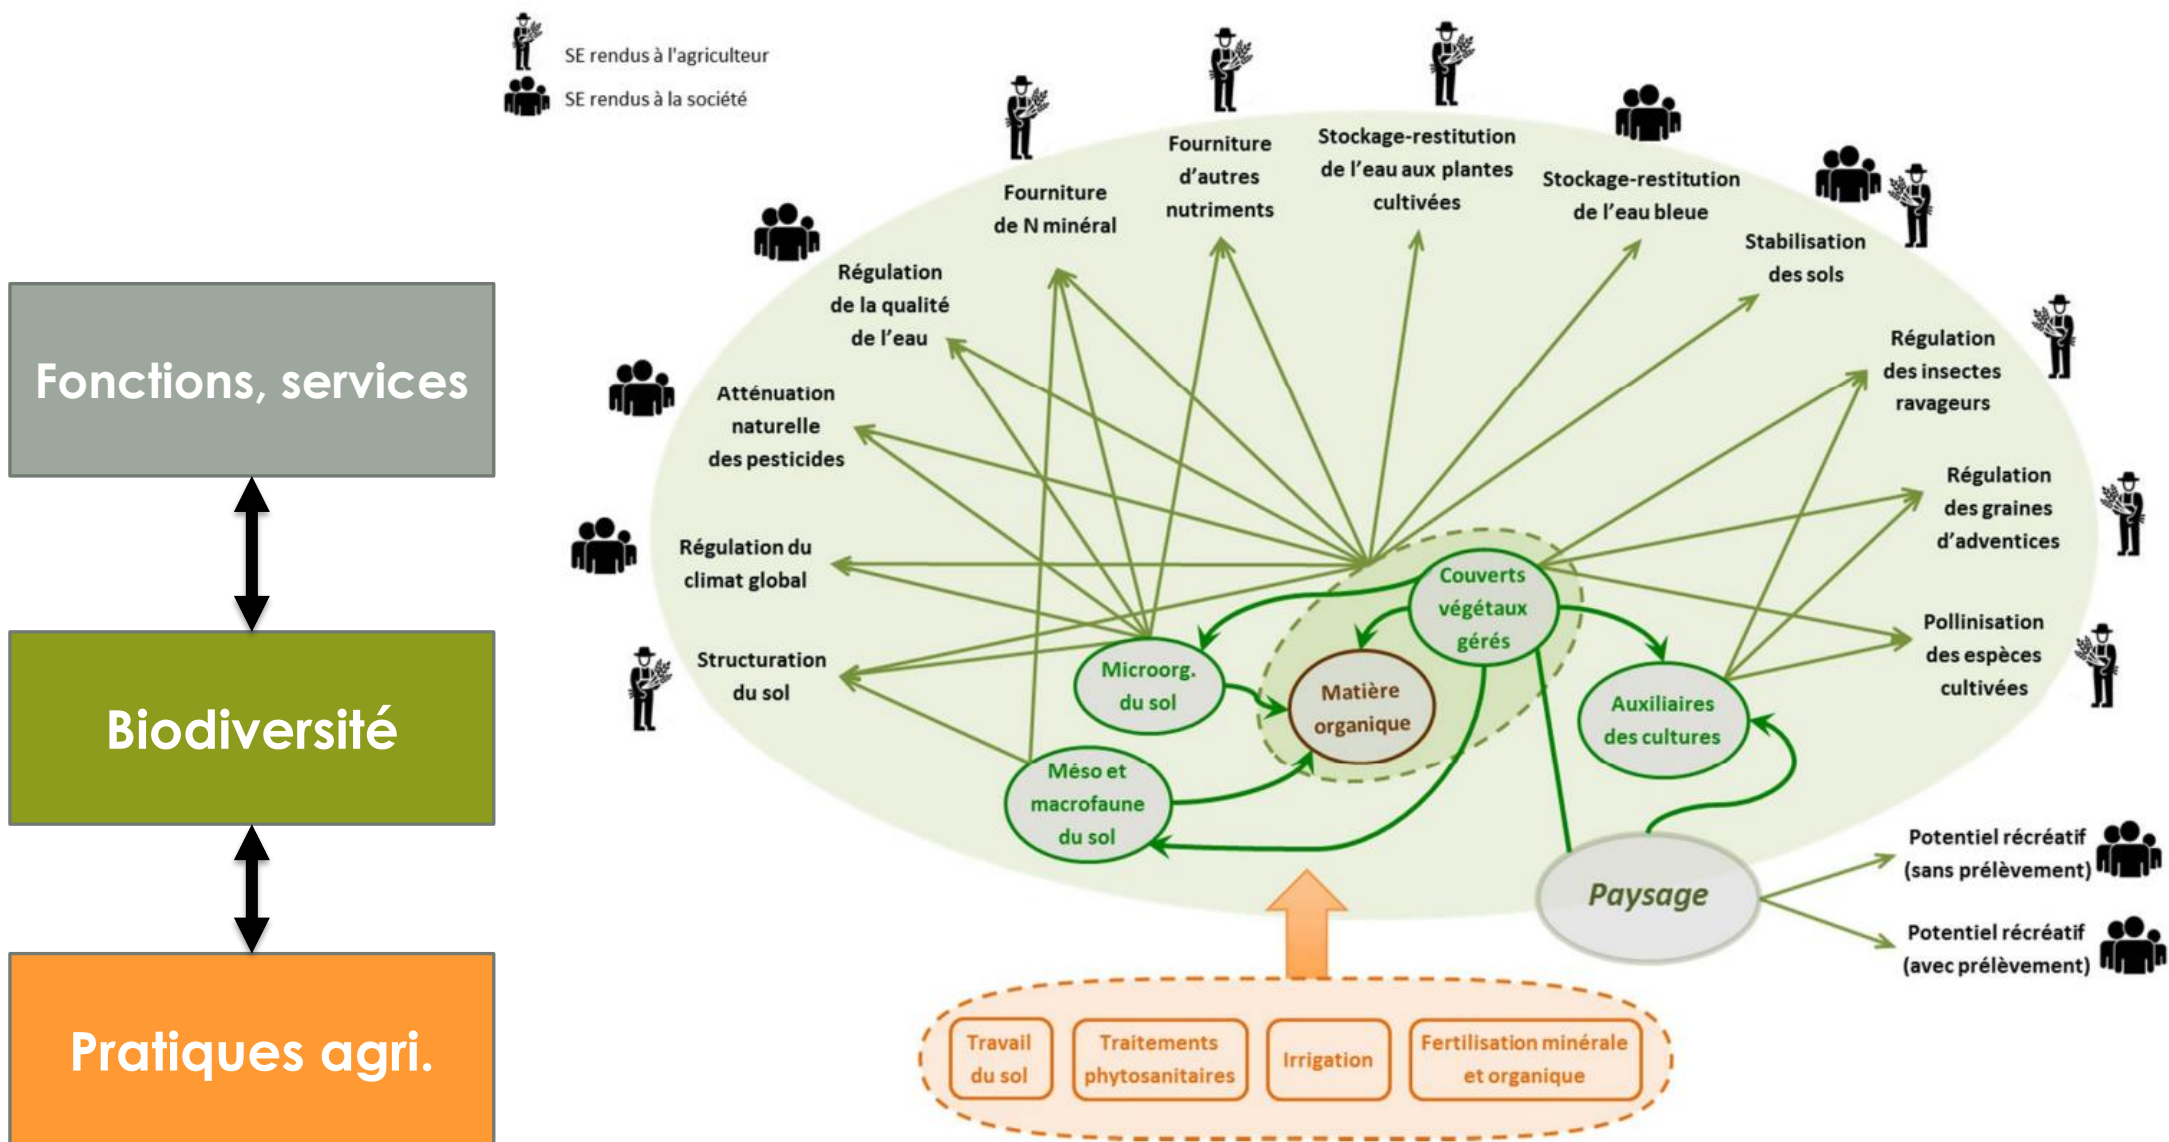 SE rendus à l'agriculteur
SE rendus à la société
Fonctions, services
Biodiversité
Pratiques agri.
Structuration
du sol
Régulation du
climat global
Atténuation
naturelle
des pesticides
Régulation
de la qualité
de l'eau
Fourniture
de N minéral
Fourniture
d'autres
nutriments
Stockage-restitution
de l'eau aux plantes
cultivées
Stockage-restitution
de l'eau bleue
Stabilisation
des sols
Régulation
des insectes
ravageurs
Régulation
des graines
d'adventices
Pollinisation
des espèces
cultivées
Couverts
végétaux
gérés
Microorg.
du sol
Matière
organique
Auxiliaires
des cultures
Méso et
macrofaune
du sol
Paysage
Potentiel récréatif
(sans prélèvement)
Potentiel récréatif
(avec prélèvement)
Travail
du sol
Traitements
phytosanitaires
Irrigation
Fertilisation minérale
et organique